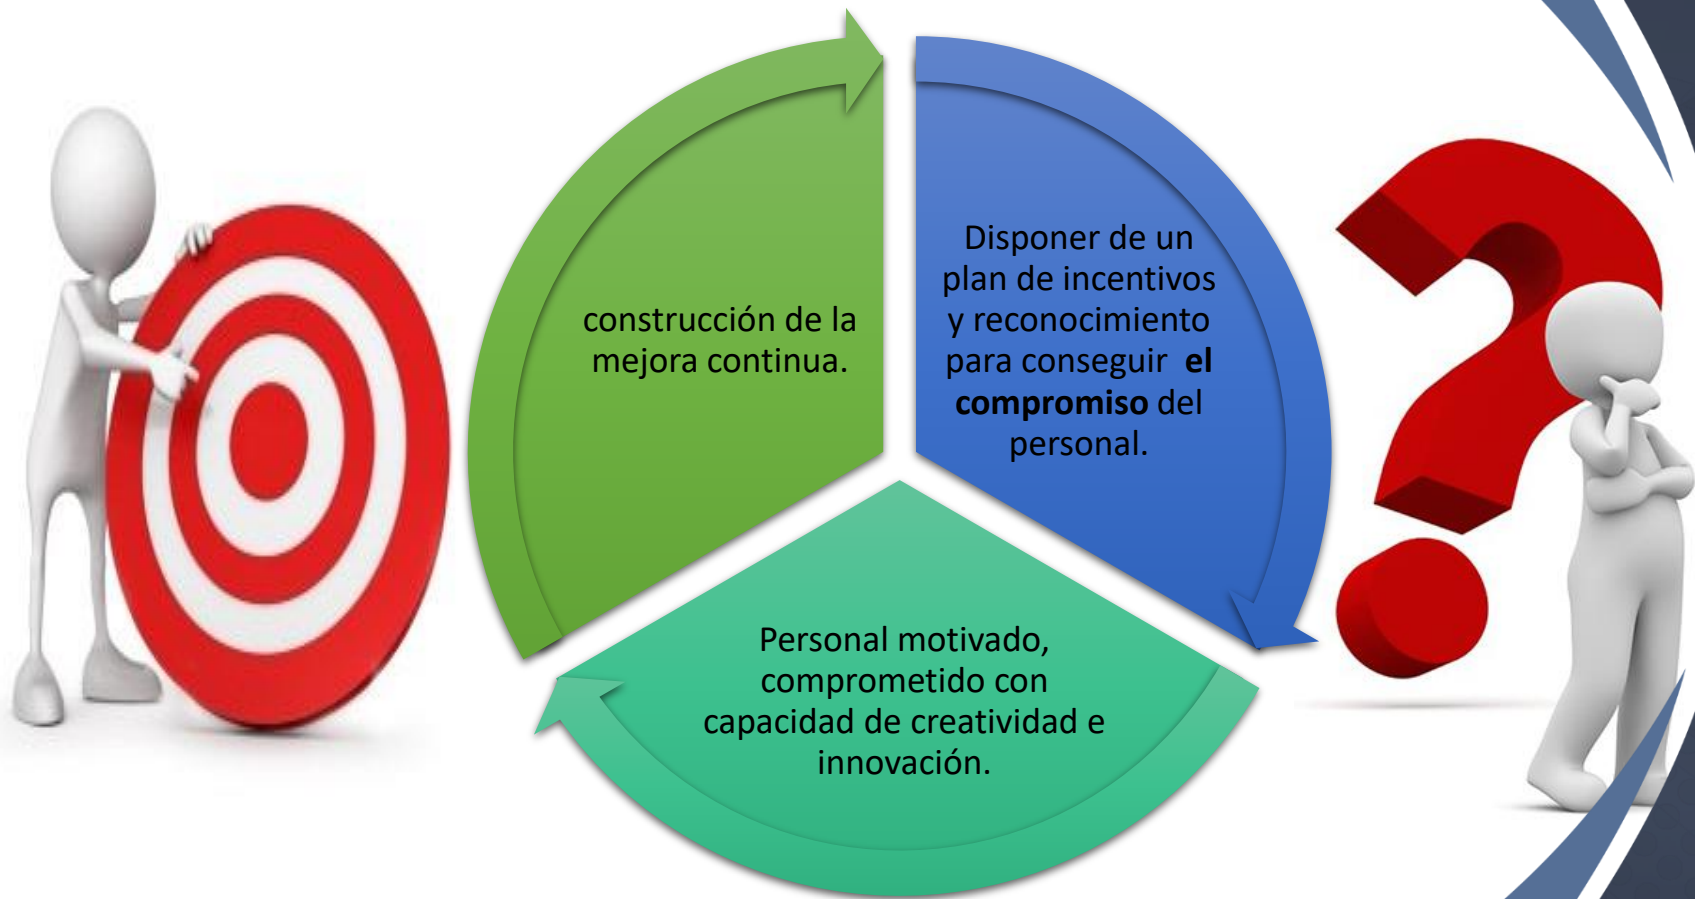 construcción de la
mejora continua.
Disponer de un
plan de incentivos
y reconocimiento
para conseguir el
compromiso del
personal.
Personal motivado,
comprometido con
capacidad de creatividad e
innovación.